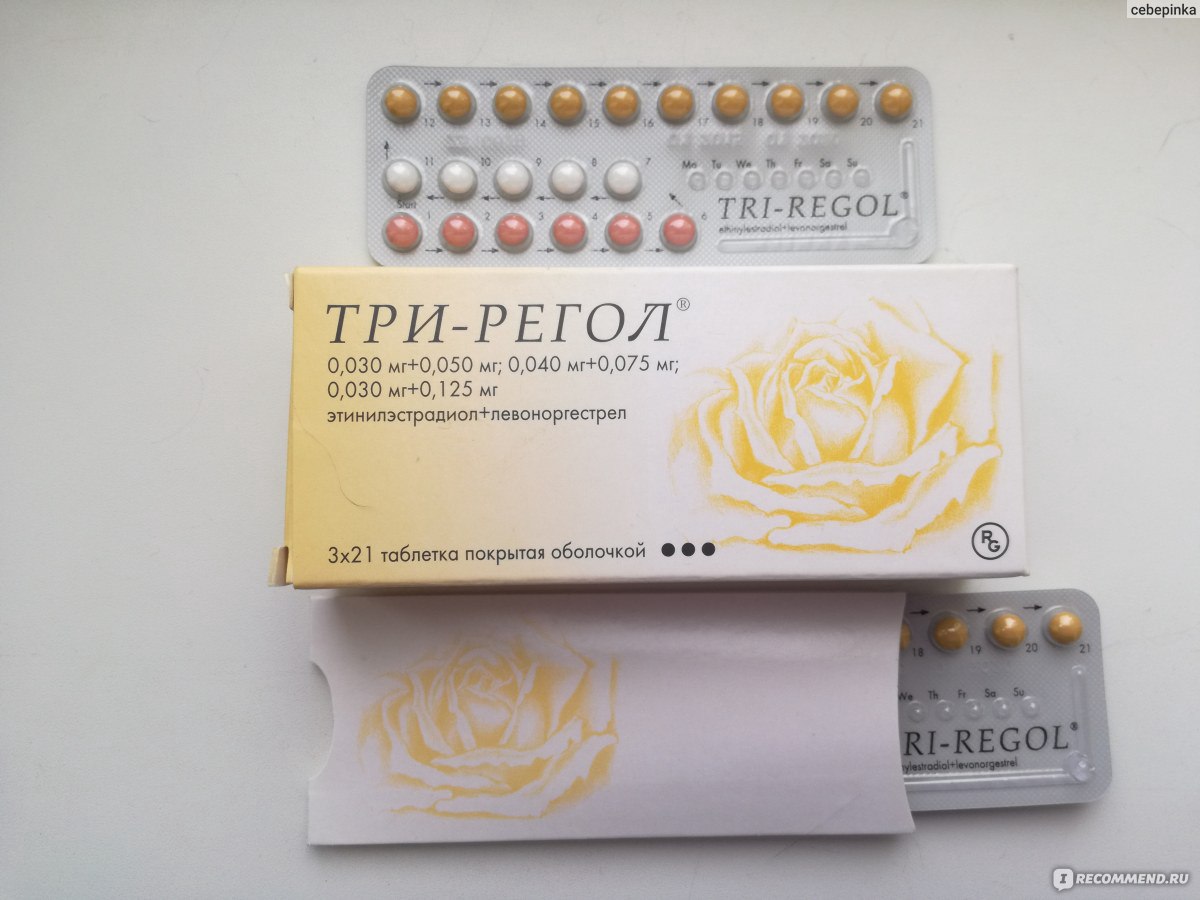 cebepinka
12 13 14 15 16 17 18 19 20 21
11 10 9 8 7
Mo Tu We Th Fr Sa Su
Start
1 2 3 4 5 6
TRI-REGOL®
ethinylestradiol+levonorgestrel
ТРИ-РЕГОЛ®
0,030 мг+0,050 мг; 0,040 мг+0,075 мг;
0,030 мг+0,125 мг
этинилэстрадиол+левоноргестрел
3x21 таблетка покрытая оболочкой
RG
18 19 20 21
We Th Fr Sa Su
RI-REGOL®
nylestradiol+levonorgestrel
I RECOMMEND.RU